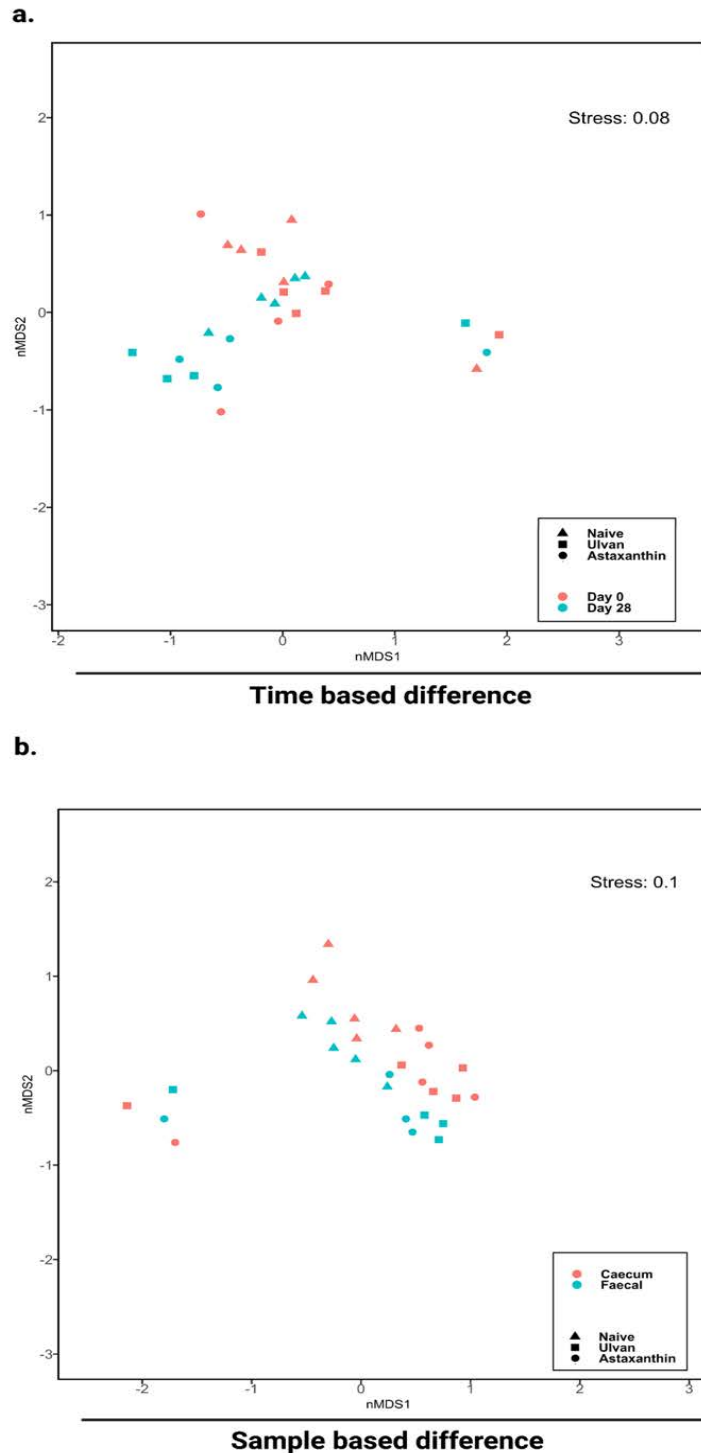 a.
Stress: 0.08
2
1
0
-1
-2
-3
nMDS2
-2
-1
0
1
2
3
nMDS1
Naive
Ulvan
Astaxanthin
Day 0
Day 28
Time based difference
b.
Stress: 0.1
2
1
0
-1
-2
-3
nMDS2
-2
-1
0
1
2
3
nMDS1
Caecum
Faecal
Naive
Ulvan
Astaxanthin
Sample based difference